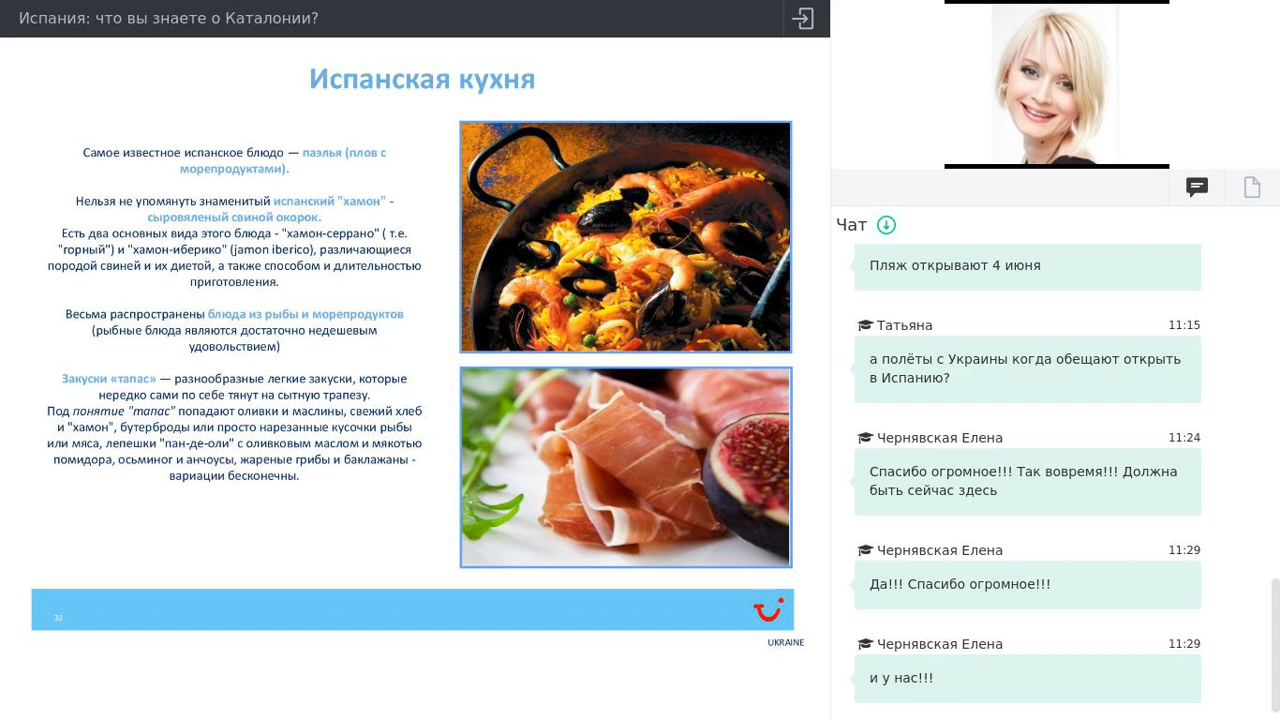 Испания: что вы знаете о Каталонии?
Испанская кухня
Самое известное испанское блюдо — паэлья (плов с
морепродуктами).
Нельзя не упомянуть знаменитый испанский "хамон" -
сыровяленый свиной окорок.
Есть два основных вида этого блюда - "хамон-серрано" ( т.е.
"горный") и "хамон-иберико" (jamon iberico), различающиеся
породой свиней и их диетой, а также способом и длительностью
приготовления.
Весьма распространены блюда из рыбы и морепродуктов
(рыбные блюда являются достаточно недешевым
удовольствием)
Закуски «тапас» — разнообразные легкие закуски, которые
нередко сами по себе тянут на сытную трапезу.
Под понятие "тапас" попадают оливки и маслины, свежий хлеб
и "хамон", бутерброды или просто нарезанные кусочки рыбы
или мяса, лепешки "пан-де-оли" с оливковым маслом и мякотью
помидора, осьминог и анчоусы, жареные грибы и баклажаны -
вариации бесконечны.
32
UKRAINE
Чат
Пляж открывают 4 июня
Татьяна 11:15
а полёты с Украины когда обещают открыть
в Испанию?
Чернявская Елена 11:24
Спасибо огромное!!! Так вовремя!!! Должна
быть сейчас здесь
Чернявская Елена 11:29
Да!!! Спасибо огромное!!!
Чернявская Елена 11:29
и у нас!!!